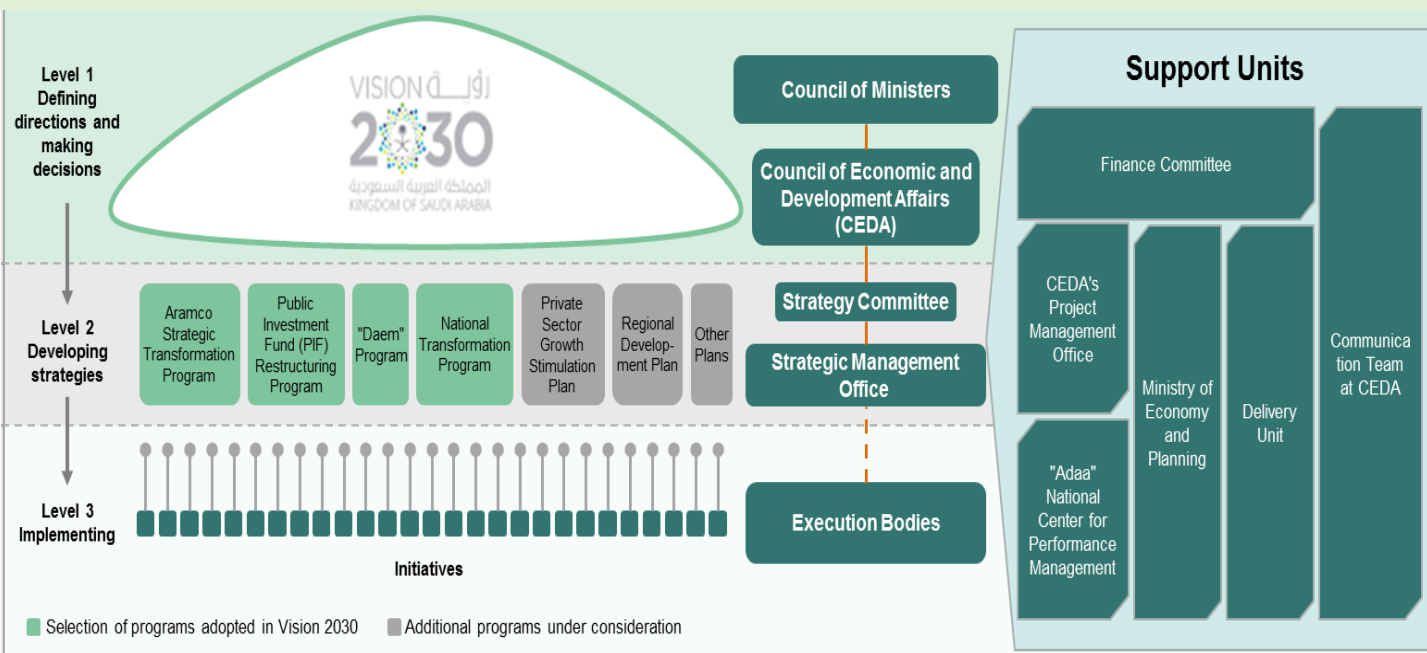 Level 1
Defining
directions and
making
decisions
VISION رؤيـــة
2030
المملكة العربية السعودية
KINGDOM OF SAUDI ARABIA
Council of Ministers
Council of Economic and
Development Affairs
(CEDA)
Level 2
Developing
strategies
Aramco
Strategic
Transformation
Program
Public
Investment
Fund (PIF)
Restructuring
Program
"Daem"
Program
National
Transformation
Program
Private
Sector
Growth
Stimulation
Plan
Regional
Develop-
ment Plan
Other
Plans
Strategy Committee
Strategic Management
Office
Level 3
Implementing
Initiatives
Execution Bodies
Selection of programs adopted in Vision 2030
Additional programs under consideration
Support Units
Finance Committee
CEDA's
Project
Management
Office
"Adaa"
National
Center for
Performance
Management
Ministry of
Economy
and
Planning
Delivery
Unit
Communica
tion Team
at CEDA